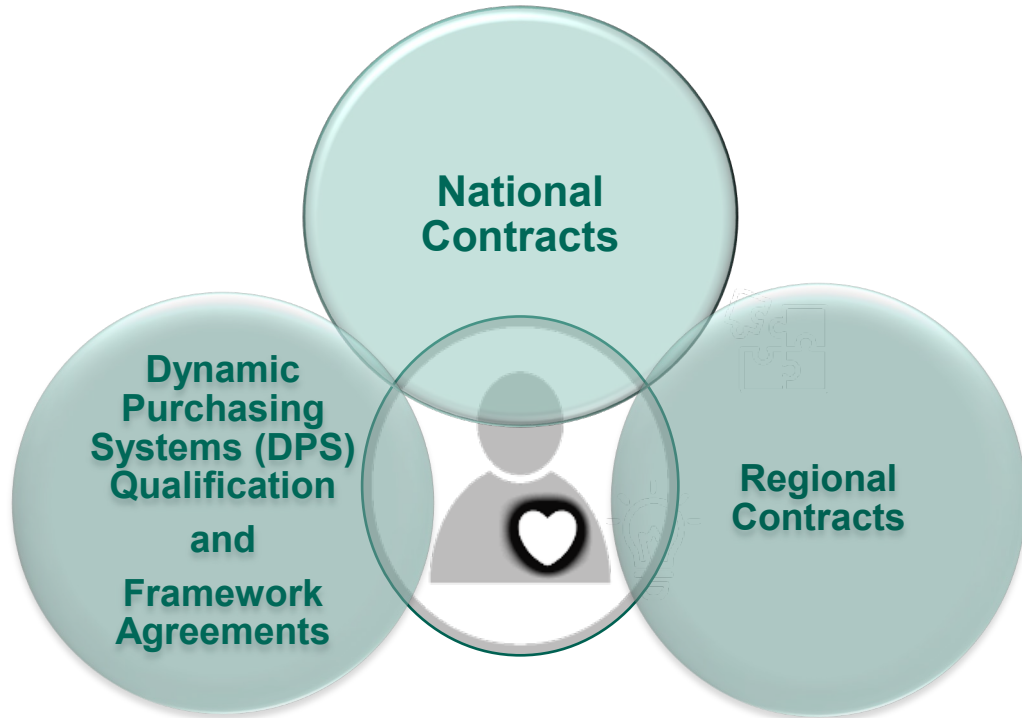 National
Contracts
Dynamic
Purchasing
Systems (DPS)
Qualification
and
Framework
Agreements
Regional
Contracts